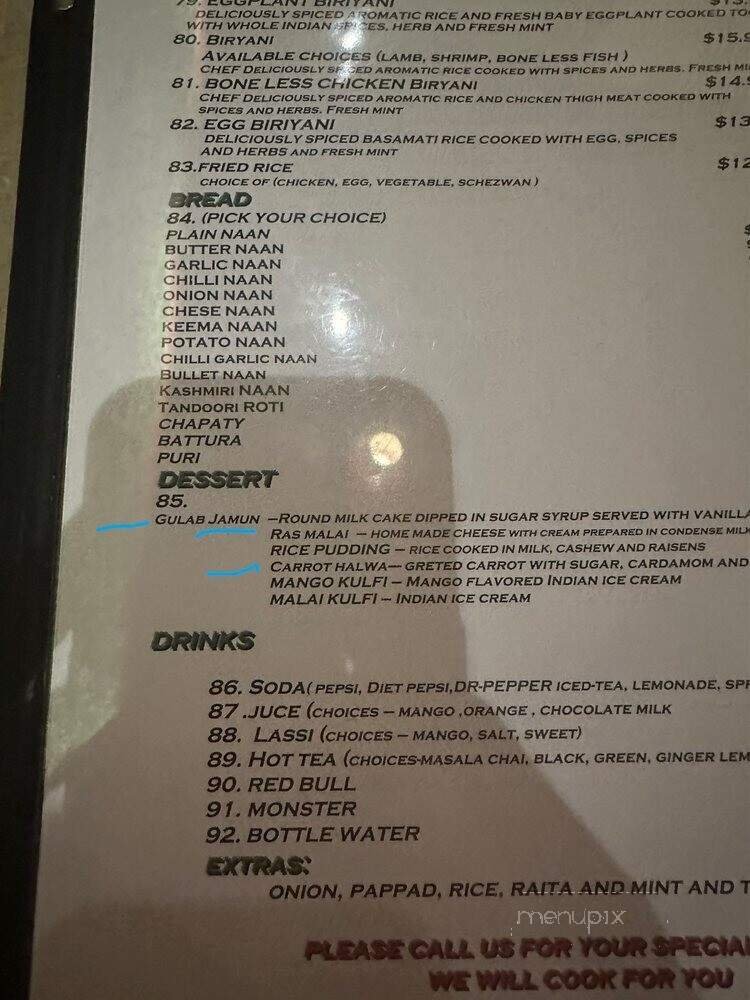 79. EGGPLANT BIRIYANI
DELICIOUSLY SPICED AROMATIC RICE AND FRESH BABY EGGPLANT COOKED
WITH WHOLE INDIAN SPICES, HERB AND FRESH MINT
80. BIRYANI $15.9
AVAILABLE CHOICES (LAMB, SHRIMP, BONE LESS FISH )
CHEF DELICIOUSLY SPICED AROMATIC RICE COOKED WITH SPICES AND HERBS. FRESH
81. BONE LESS CHICKEN BIRYANI $14.9
CHEF DELICIOUSLY SPICED AROMATIC RICE AND CHICKEN THIGH MEAT COOKED WITH
SPICES AND HERBS. FRESH MINT
82. EGG BIRIYANI $13
DELICIOUSLY SPICED BASAMATI RICE COOKED WITH EGG, SPICES
AND HERBS AND FRESH MINT
83.FRIED RICE $12
CHOICE OF (CHICKEN, EGG, VEGETABLE, SCHEZWAN )
BREAD
84. (PICK YOUR CHOICE)
PLAIN NAAN
BUTTER NAAN
GARLIC NAAN
CHILLI NAAN
ONION NAAN
CHESE NAAN
KEEMA NAAN
POTATO NAAN
CHILLI GARLIC NAAN
BULLET NAAN
KASHMIRI NAAN
TANDOORI ROTI
CHAPATY
BATTURA
PURI
DESSERT
85.
GULAB JAMUN –ROUND MILK CAKE DIPPED IN SUGAR SYRUP SERVED WITH VANILLA
RAS MALAI – HOME MADE CHEESE WITH CREAM PREPARED IN CONDENSE MILK
RICE PUDDING – RICE COOKED IN MILK, CASHEW AND RAISENS
CARROT HALWA– GRETED CARROT WITH SUGAR, CARDAMOM AND
MANGO KULFI – MANGO FLAVORED INDIAN ICE CREAM
MALAI KULFI – INDIAN ICE CREAM
DRINKS
86. SODA( PEPSI, DIET PEPSI,DR-PEPPER ICED-TEA, LEMONADE,
87 .JUCE (CHOICES – MANGO ,ORANGE , CHOCOLATE MILK
88. LASSI (CHOICES – MANGO, SALT, SWEET)
89. HOT TEA (CHOICES-MASALA CHAI, BLACK, GREEN, GINGER
90. RED BULL
91. MONSTER
92. BOTTLE WATER
EXTRAS:
ONION, PAPPAD, RICE, RAITA AND MINT AND
menupix
PLEASE CALL US FOR YOUR
WE WILL COOK FOR YOU